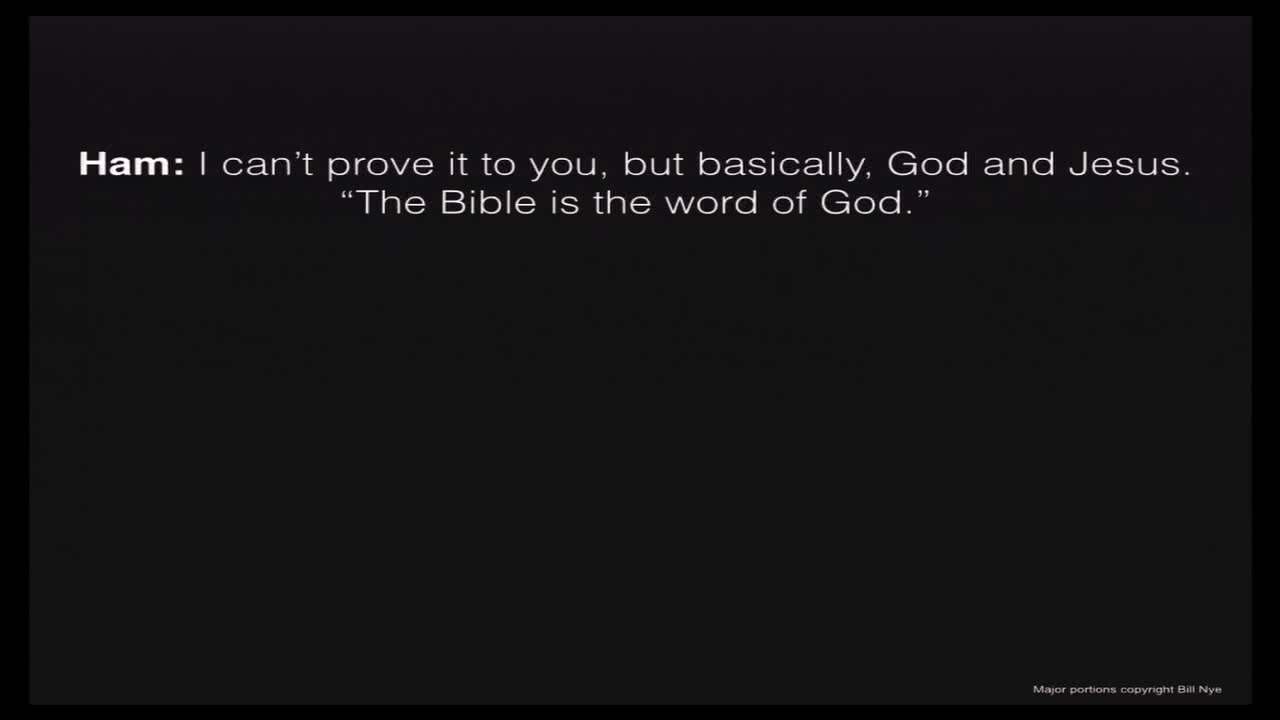 Ham: I can’t prove it to you, but basically, God and Jesus.
“The Bible is the word of God.”
Major portions copyright Bill Nye